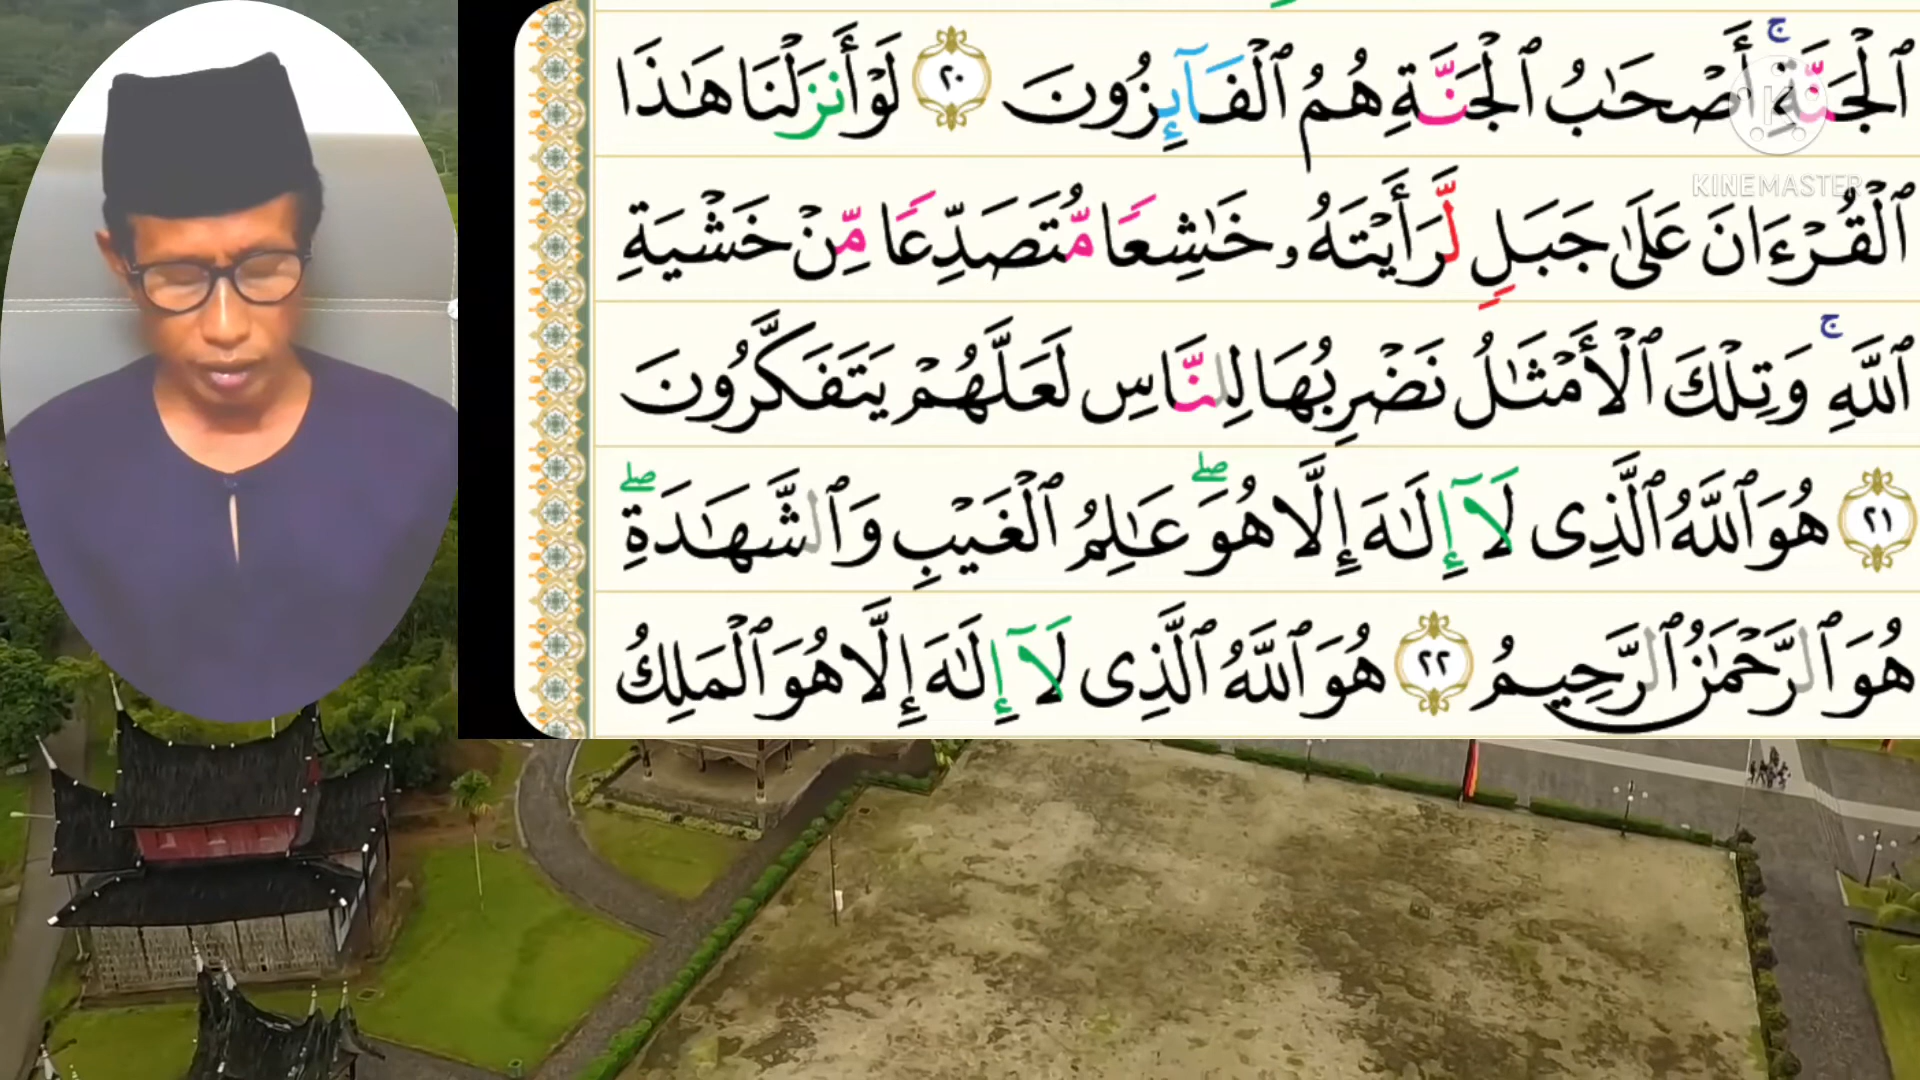 ٱلْجَنَّةِ ۚ أَصْحَٰبُ ٱلْجَنَّةِ هُمُ ٱلْفَآئِزُونَ ٢٠ لَوْ أَنزَلْنَا هَٰذَا
ٱلْقُرْءَانَ عَلَىٰ جَبَلٍ لَّرَأَيْتَهُۥ خَٰشِعًا مُّتَصَدِّعًا مِّنْ خَشْيَةِ
ٱللَّهِ ۚ وَتِلْكَ ٱلْأَمْثَٰلُ نَضْرِبُهَا لِلنَّاسِ لَعَلَّهُمْ يَتَفَكَّرُونَ
٢١ هُوَ ٱللَّهُ ٱلَّذِى لَآ إِلَٰهَ إِلَّا هُوَ ۖ عَٰلِمُ ٱلْغَيْبِ وَٱلشَّهَٰدَةِ ۖ
هُوَ ٱلرَّحْمَٰنُ ٱلرَّحِيمُ ٢٢ هُوَ ٱللَّهُ ٱلَّذِى لَآ إِلَٰهَ إِلَّا هُوَ ٱلْمَلِكُ
KINEMASTER